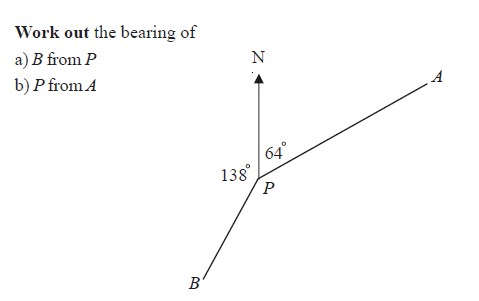 Work out the bearing of
a) B from P
b) P from A
N
A
64°
138°
P
B